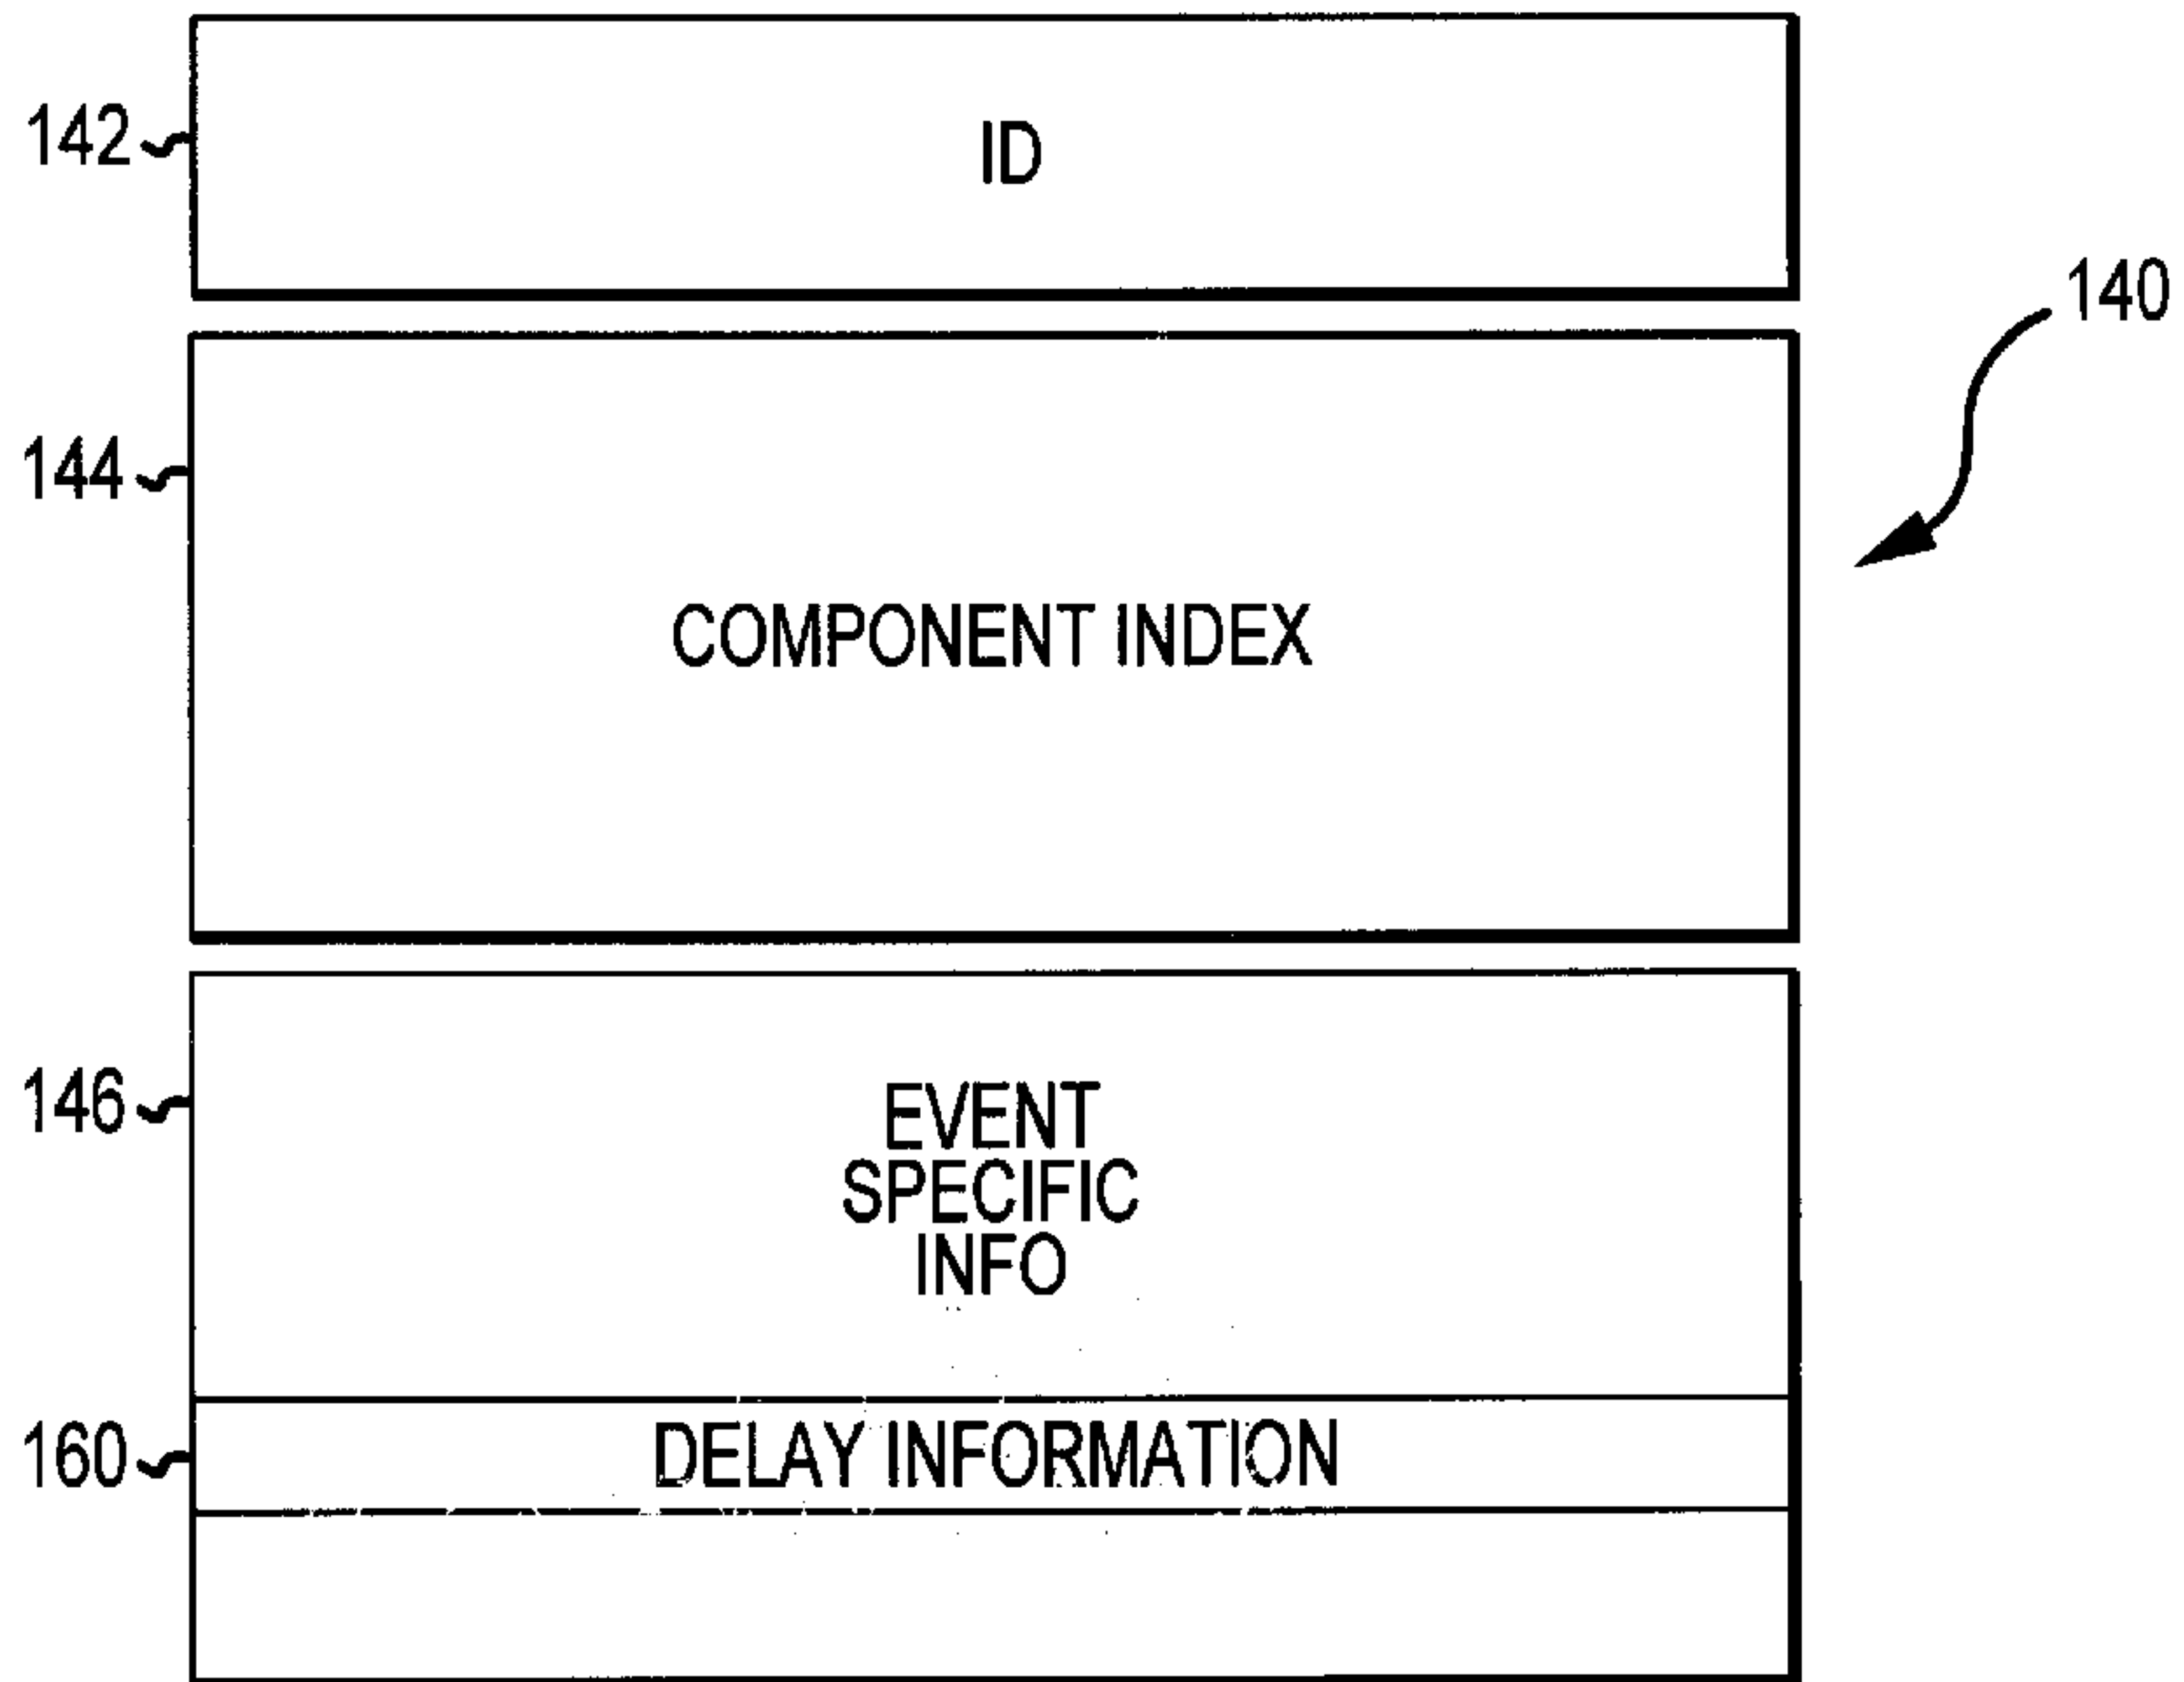 142
ID
140
144
COMPONENT INDEX
146
EVENT
SPECIFIC
INFO
160
DELAY INFORMATION